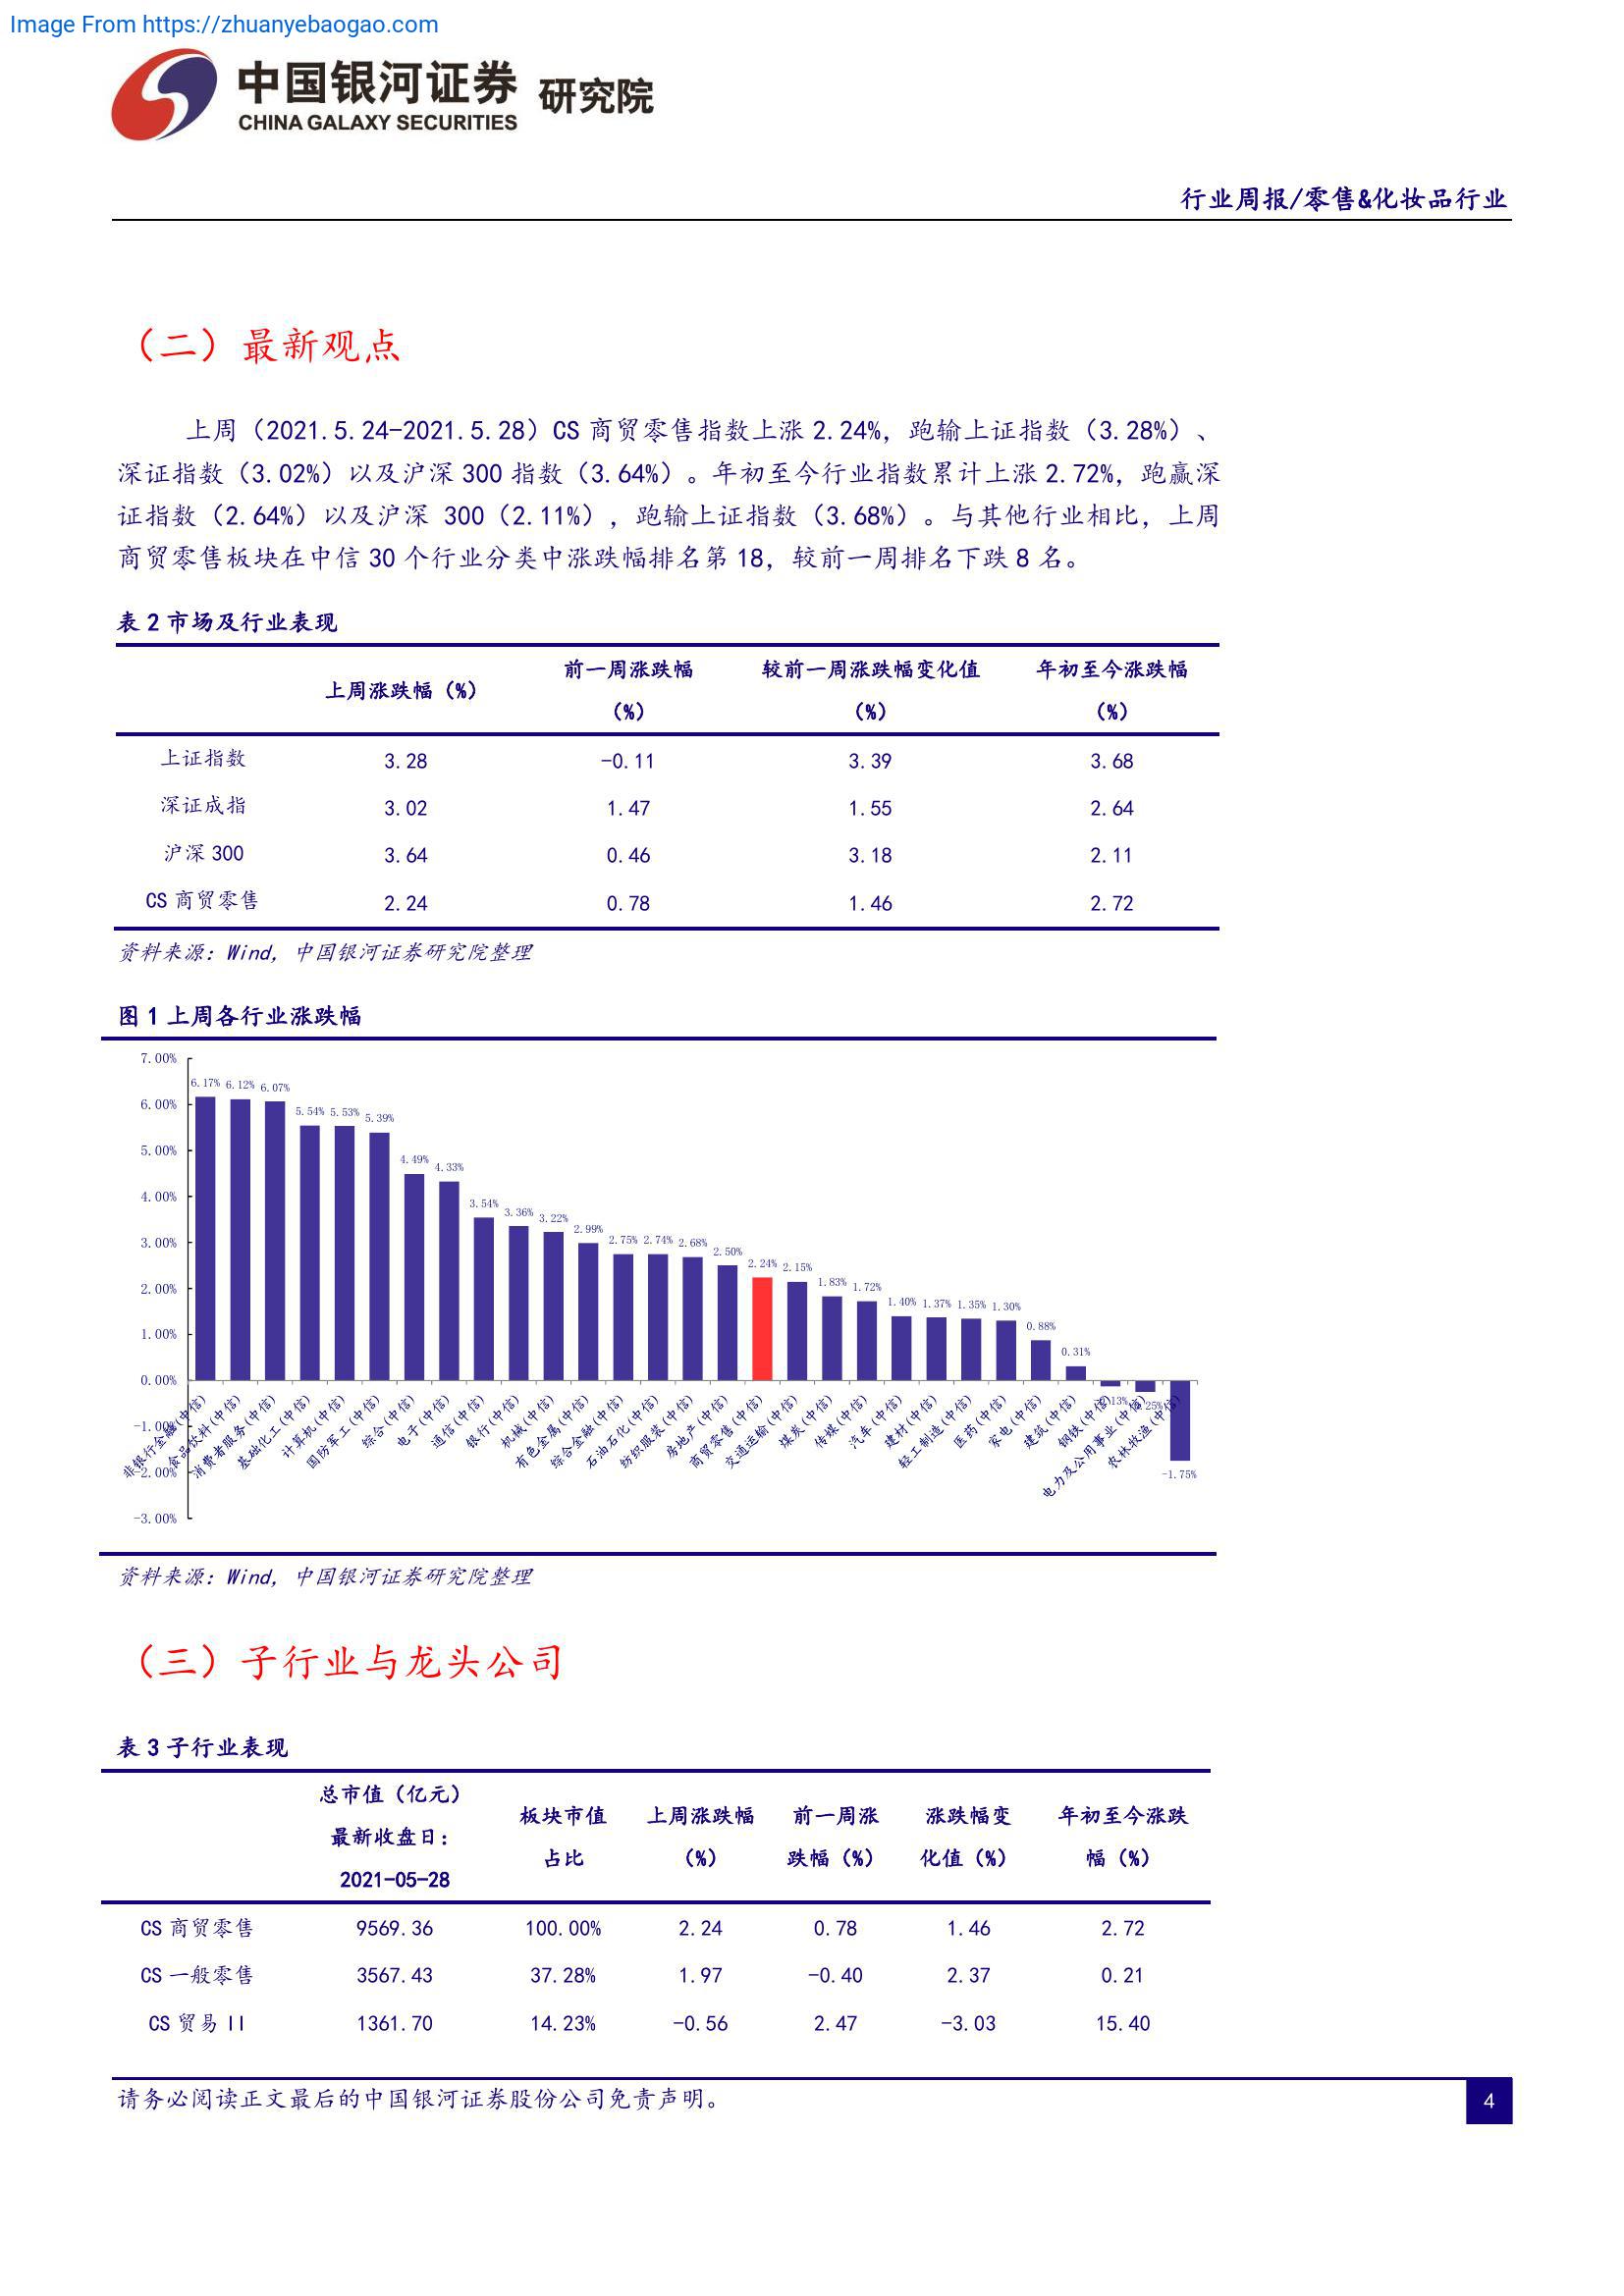 Image From https://zhuanyebaogao.com
中国银河证券 研究院
CHINA GALAXY SECURITIES
行业周报/零售&化妆品行业
（二）最新观点
上周（2021.5.24-2021.5.28）CS 商贸零售指数上涨 2.24%，跑输上证指数（3.28%）、
深证指数（3.02%）以及沪深 300 指数（3.64%）。年初至今行业指数累计上涨 2.72%，跑赢深
证指数（2.64%）以及沪深 300（2.11%），跑输上证指数（3.68%）。与其他行业相比，上周
商贸零售板块在中信 30 个行业分类中涨跌幅排名第 18，较前一周排名下跌 8 名。
表 2 市场及行业表现
上周涨跌幅（%） 前一周涨跌幅（%） 较前一周涨跌幅变化值（%） 年初至今涨跌幅（%）
上证指数 3.28 -0.11 3.39 3.68
深证成指 3.02 1.47 1.55 2.64
沪深 300 3.64 0.46 3.18 2.11
CS 商贸零售 2.24 0.78 1.46 2.72
资料来源：Wind，中国银河证券研究院整理
图 1 上周各行业涨跌幅
7.00%
6.00%
5.00%
4.00%
3.00%
2.00%
1.00%
0.00%
-1.00%
-2.00%
-3.00%
6.17% 6.12% 6.07% 5.54% 5.53% 5.39% 4.49% 4.33% 3.54% 3.36% 3.22% 2.99% 2.75% 2.74% 2.68% 2.50% 2.24% 2.15% 1.83% 1.72% 1.40% 1.37% 1.35% 1.30% 0.88% 0.31% -0.13% -0.25% -1.75%
非银行金融(中信)
食品饮料(中信)
消费者服务(中信)
基础化工(中信)
计算机(中信)
国防军工(中信)
综合(中信)
电子(中信)
通信(中信)
银行(中信)
机械(中信)
有色金属(中信)
综合金融(中信)
石油石化(中信)
纺织服装(中信)
房地产(中信)
商贸零售(中信)
交通运输(中信)
煤炭(中信)
传媒(中信)
汽车(中信)
建材(中信)
轻工制造(中信)
医药(中信)
家电(中信)
建筑(中信)
钢铁(中信)
电力及公用事业(中信)
农林牧渔(中信)
资料来源：Wind，中国银河证券研究院整理
（三）子行业与龙头公司
表 3 子行业表现
总市值（亿元）最新收盘日：2021-05-28 板块市值占比 上周涨跌幅（%） 前一周涨跌幅（%） 涨跌幅变化值（%） 年初至今涨跌幅（%）
CS 商贸零售 9569.36 100.00% 2.24 0.78 1.46 2.72
CS 一般零售 3567.43 37.28% 1.97 -0.40 2.37 0.21
CS 贸易 II 1361.70 14.23% -0.56 2.47 -3.03 15.40
请务必阅读正文最后的中国银河证券股份公司免责声明。
4